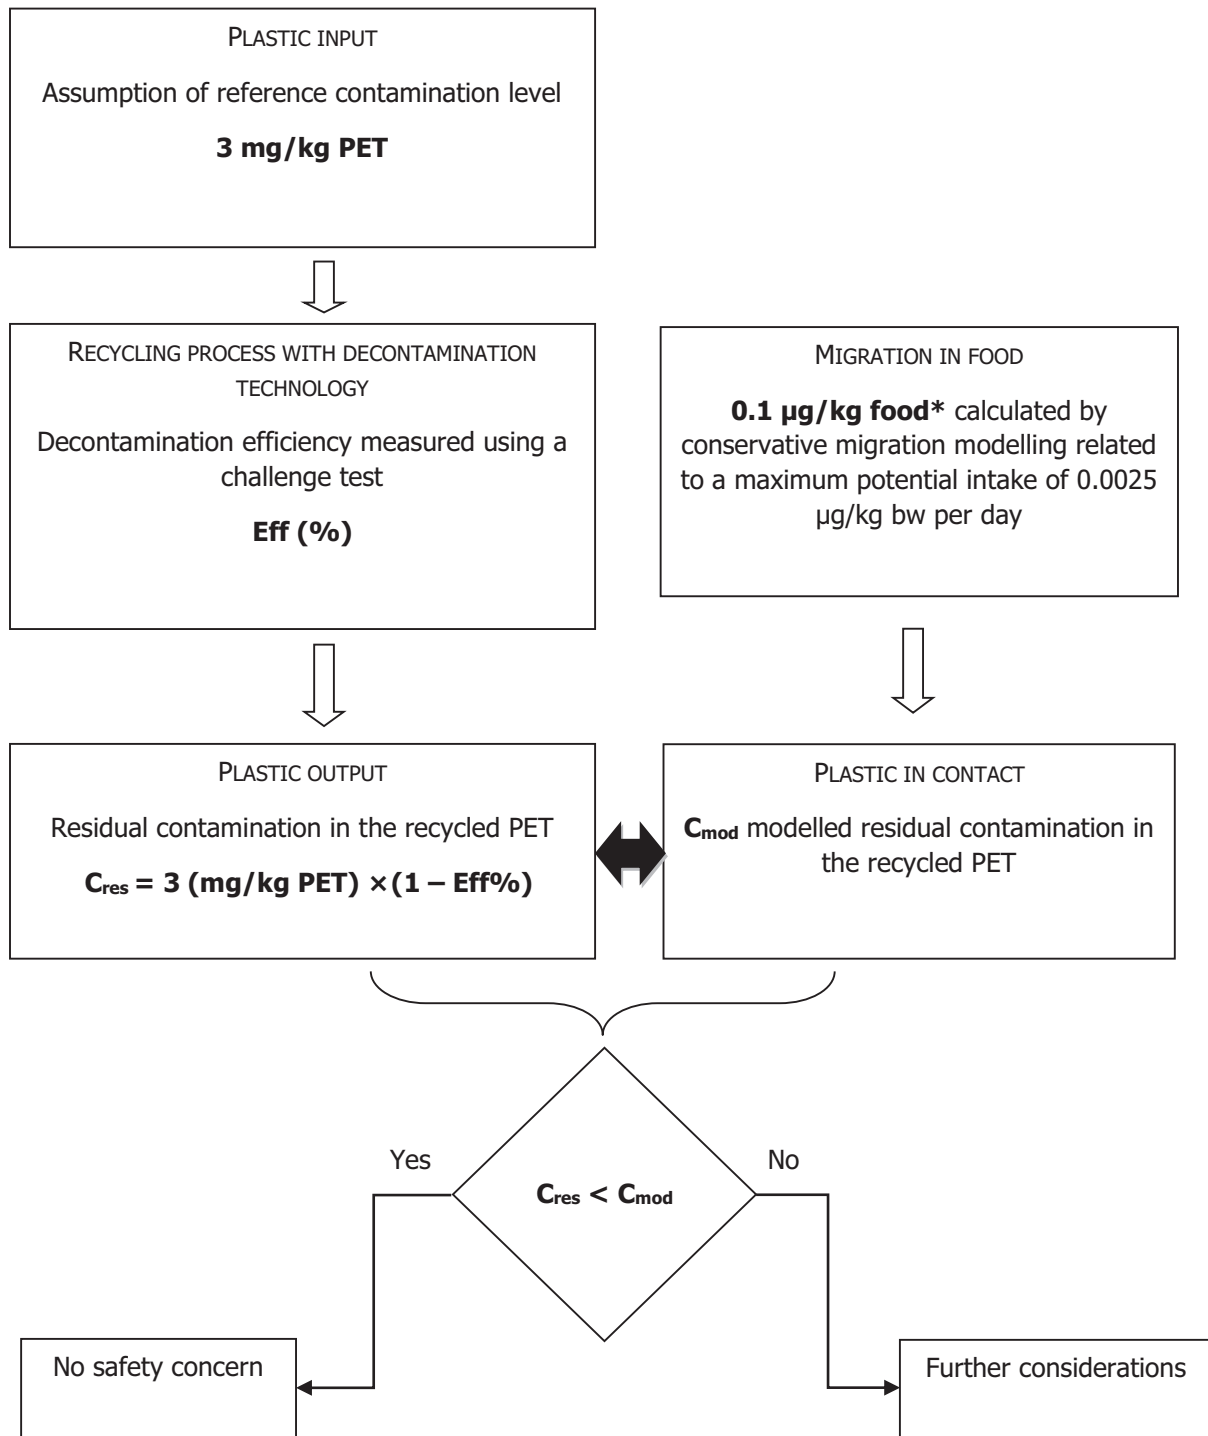 PLASTIC INPUT
Assumption of reference contamination level
3 mg/kg PET
RECYCLING PROCESS WITH DECONTAMINATION
TECHNOLOGY
Decontamination efficiency measured using a
challenge test
Eff (%)
MIGRATION IN FOOD
0.1 µg/kg food* calculated by
conservative migration modelling related
to a maximum potential intake of 0.0025
µg/kg bw per day
PLASTIC OUTPUT
Residual contamination in the recycled PET
Cres = 3 (mg/kg PET) ×(1 – Eff%)
PLASTIC IN CONTACT
Cmod modelled residual contamination in
the recycled PET
Yes
No
Cres < Cmod
No safety concern
Further considerations